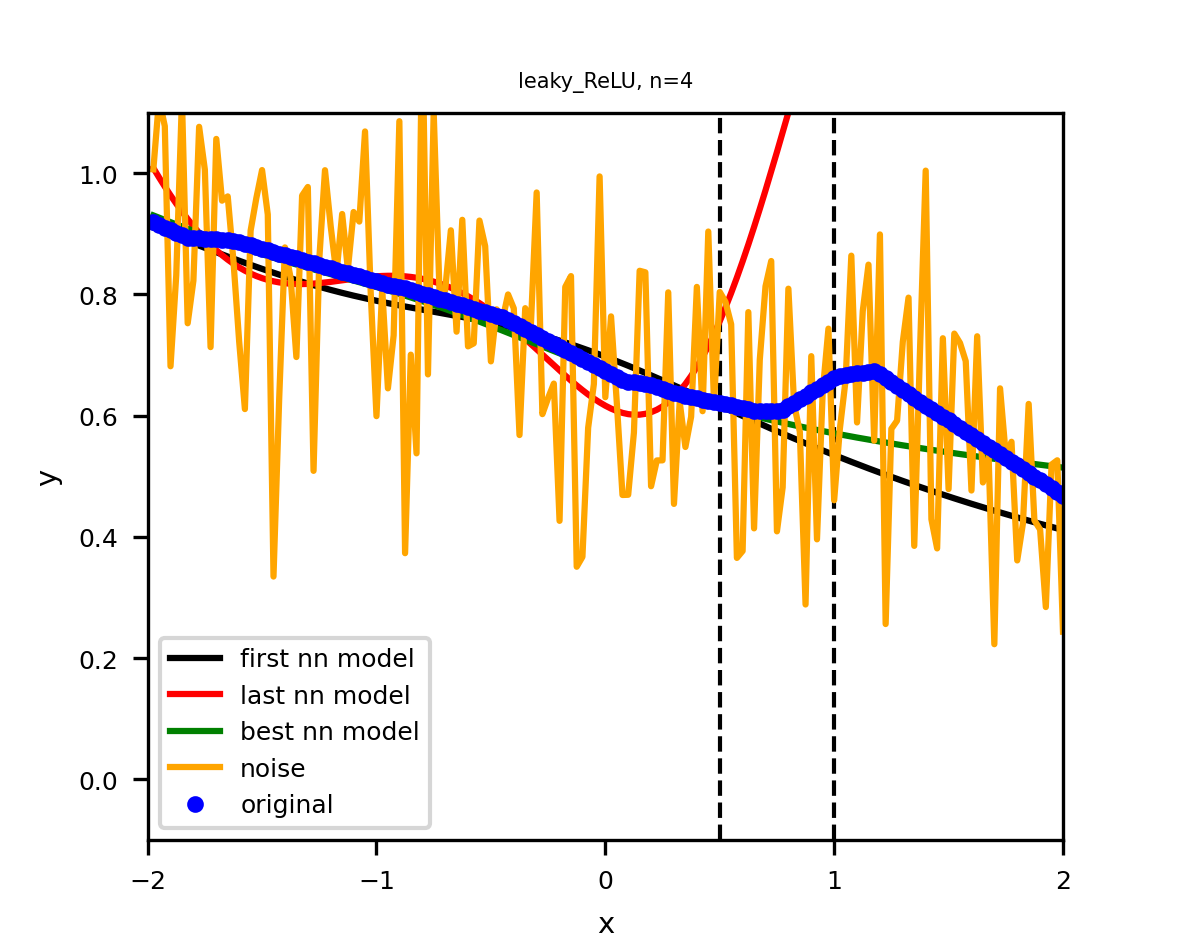 leaky_ReLU, n=4
1.0
0.8
0.6
0.4
0.2
0.0
y
first nn model
last nn model
best nn model
noise
original
−2 −1 0 1 2
x